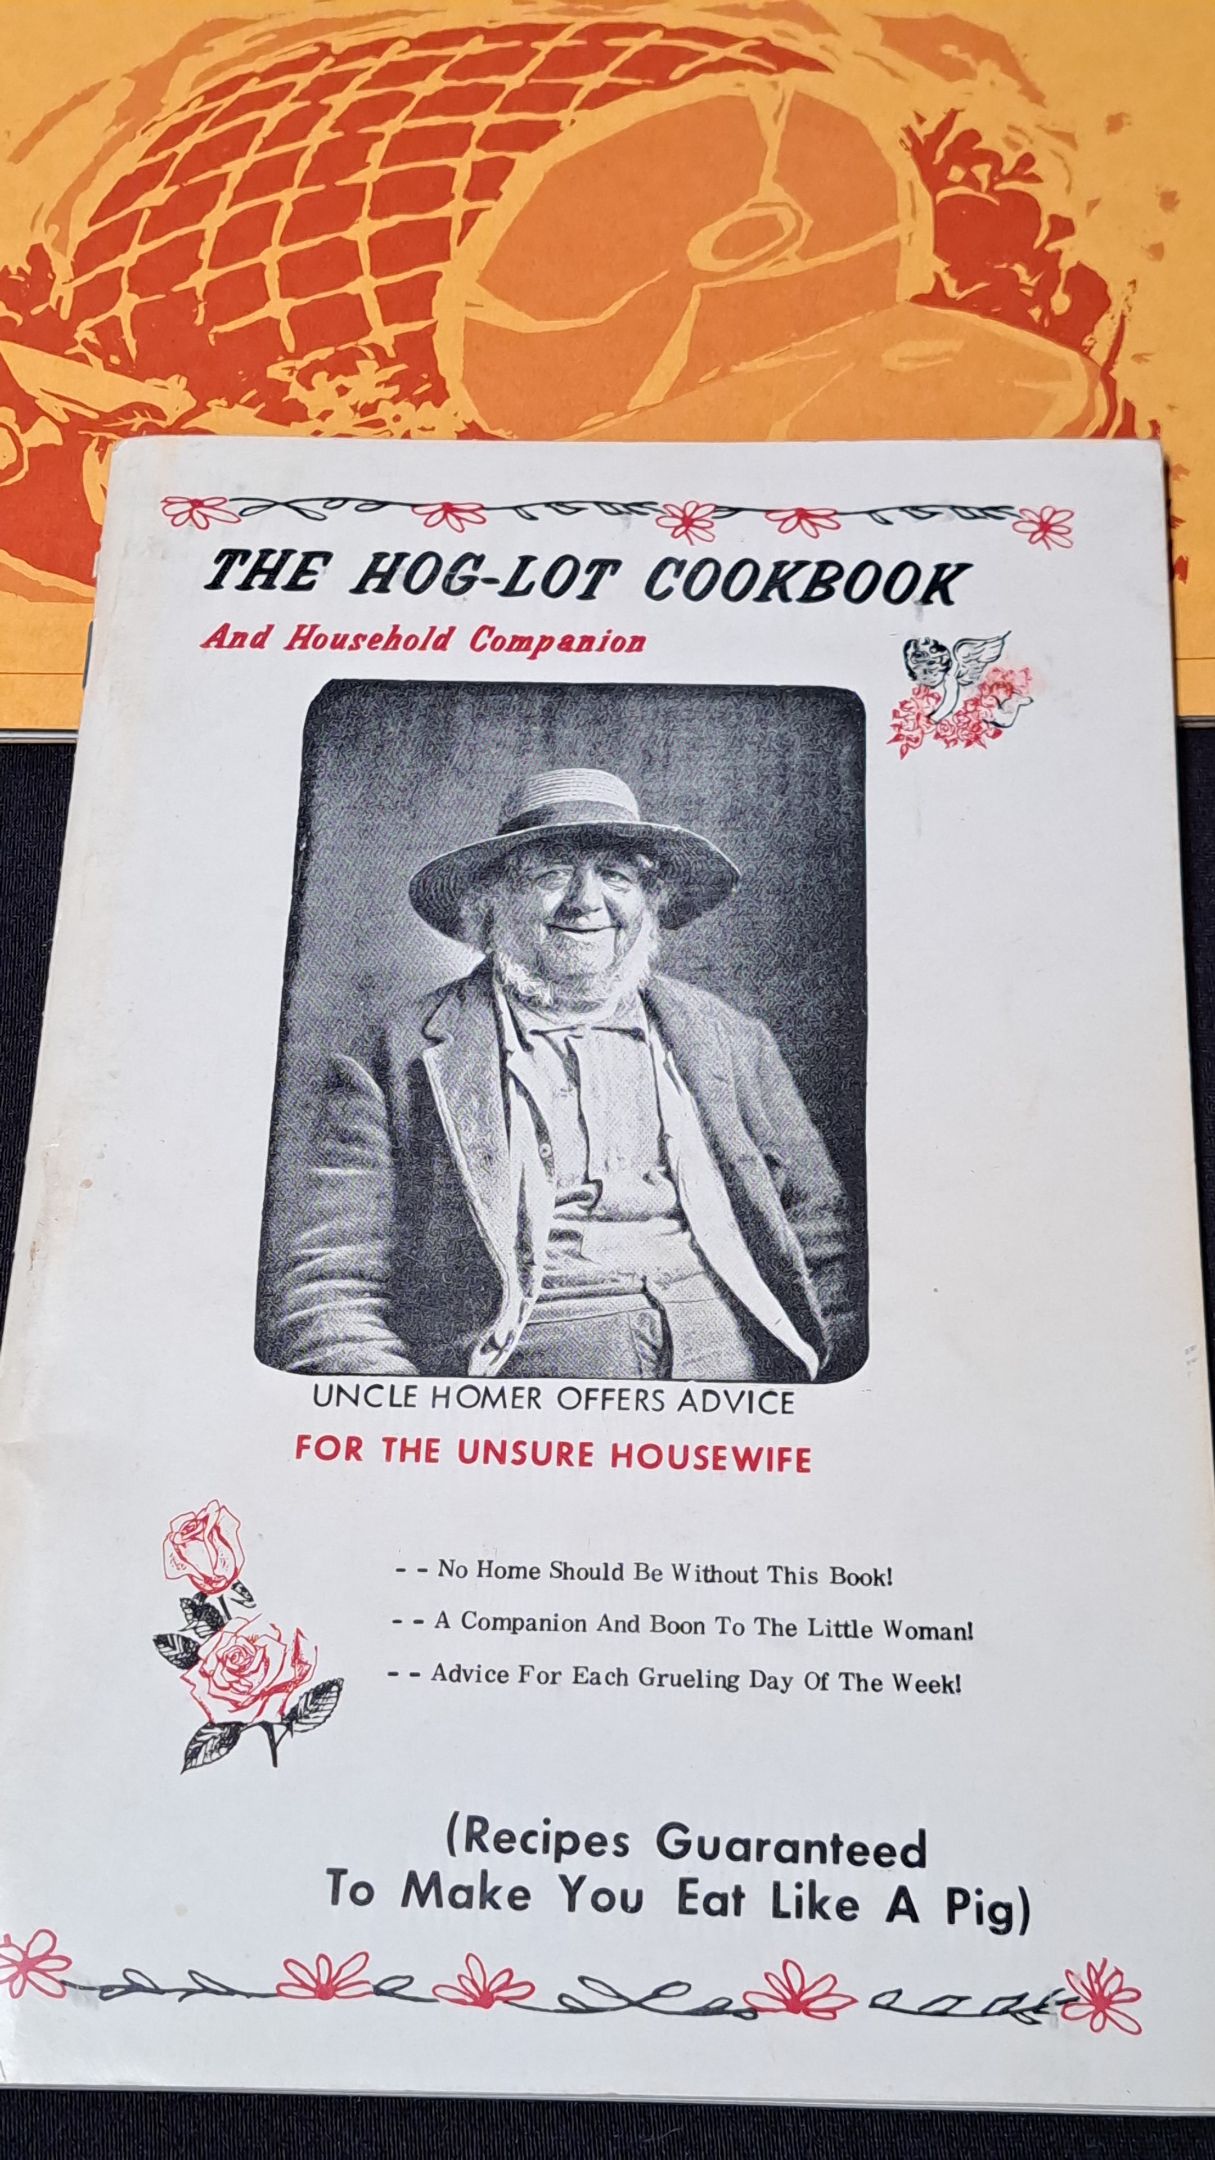 THE HOG-LOT COOKBOOK
And Household Companion
UNCLE HOMER OFFERS ADVICE
FOR THE UNSURE HOUSEWIFE
-- No Home Should Be Without This Book!
-- A Companion And Boon To The Little Woman!
-- Advice For Each Grueling Day Of The Week!
(Recipes Guaranteed
To Make You Eat Like A Pig)